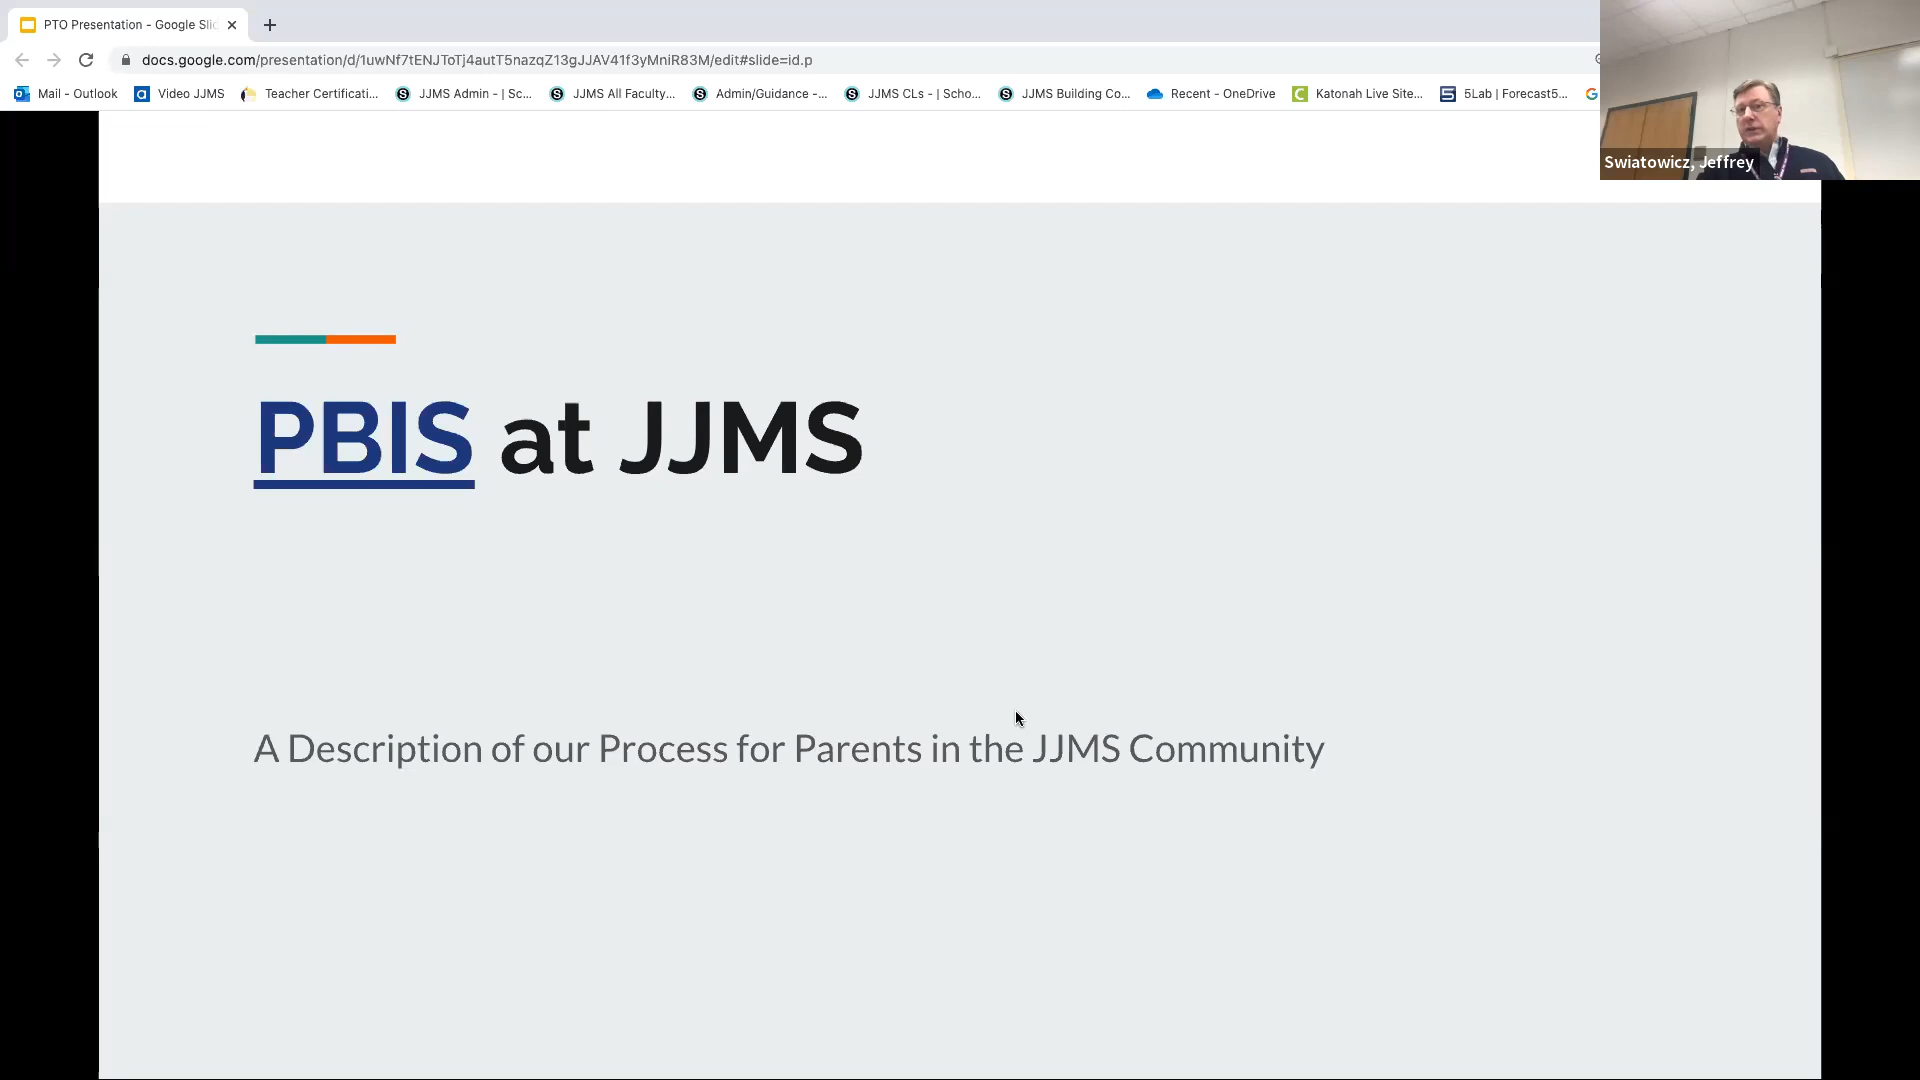 PTO Presentation - Google Slic
docs.google.com/presentation/d/1uwNf7tENJToTj4autT5nazqZ13gJJAV41f3yMniR83M/edit#slide=id.p
Mail - Outlook
Video JJMS
Teacher Certificati...
JJMS Admin - | Sc...
JJMS All Faculty...
Admin/Guidance -...
JJMS CLs - | Scho...
JJMS Building Co...
Recent - OneDrive
Katonah Live Site...
5Lab | Forecast5...
Swiatowicz, Jeffrey
PBIS at JJMS
A Description of our Process for Parents in the JJMS Community